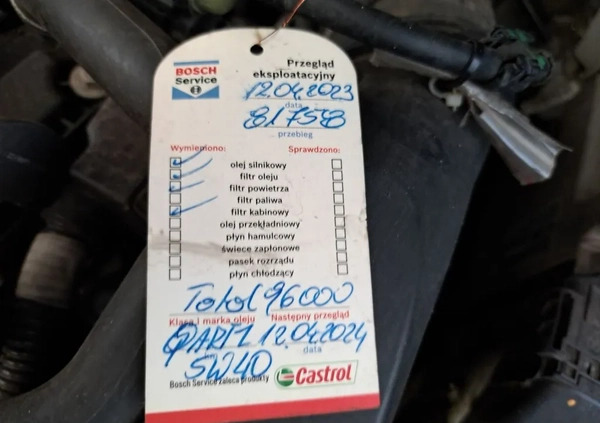 BOSCH
Service
Przegląd
eksploatacyjny
12.04.2023
data
81758
przebieg
Wymieniono: Sprawdzono:
olej silnikowy
filtr oleju
filtr powietrza
filtr paliwa
filtr kabinowy
olej przekładniowy
płyn hamulcowy
świece zapłonowe
pasek rozrządu
płyn chłodzący
Total 96000
Klasa i marka oleju Następny przegląd
QARTZ 12.04.2024
data
5W40
Bosch Service zaleca produkty Castrol